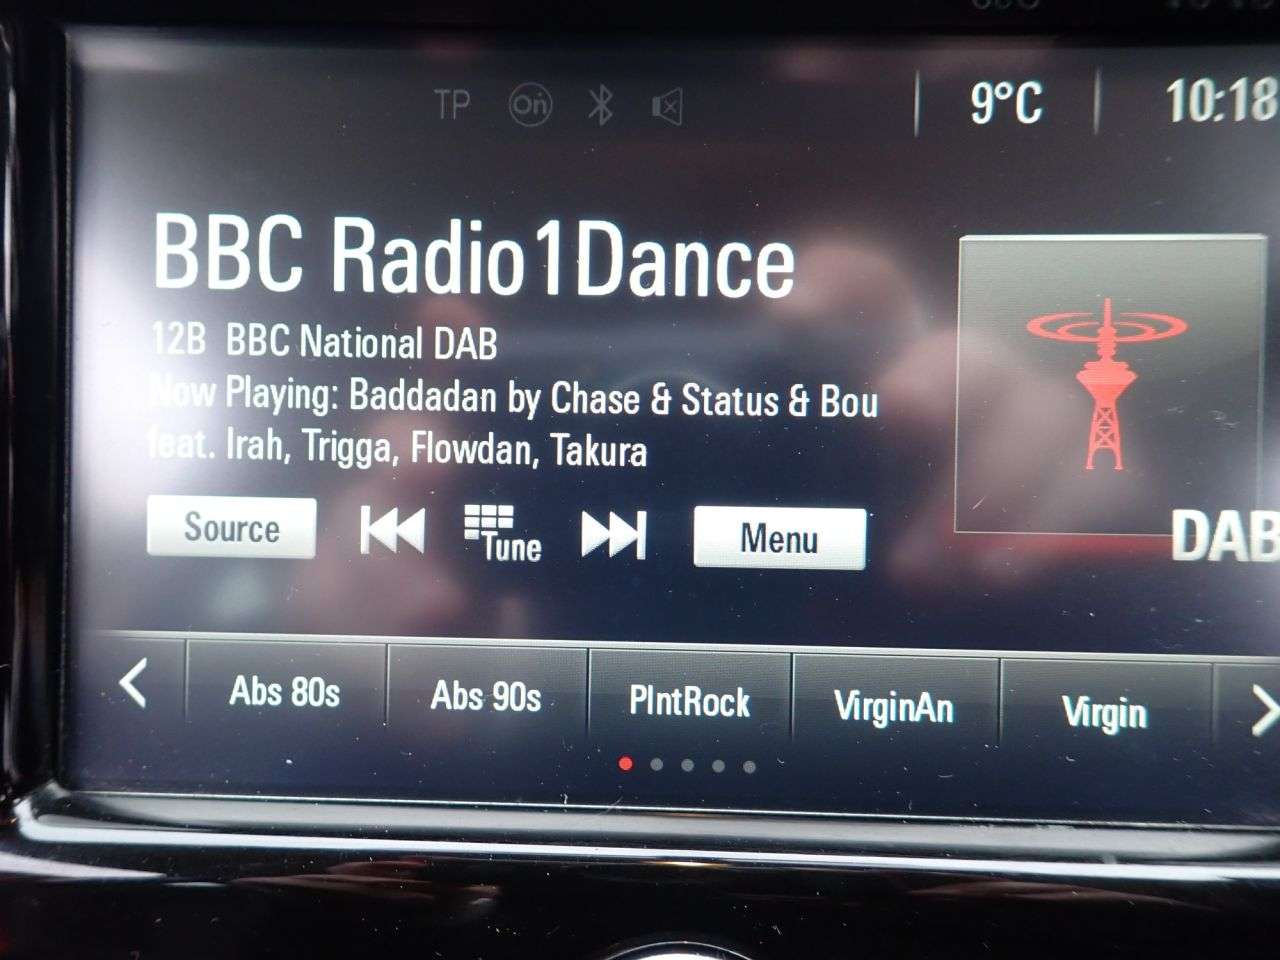 TP On 9°C 10:18
BBC Radio1Dance
12B BBC National DAB
Now Playing: Baddadan by Chase & Status & Bou
feat. Irah, Trigga, Flowdan, Takura
Source Tune Menu
DAB
Abs 80s Abs 90s PlntRock VirginAn Virgin